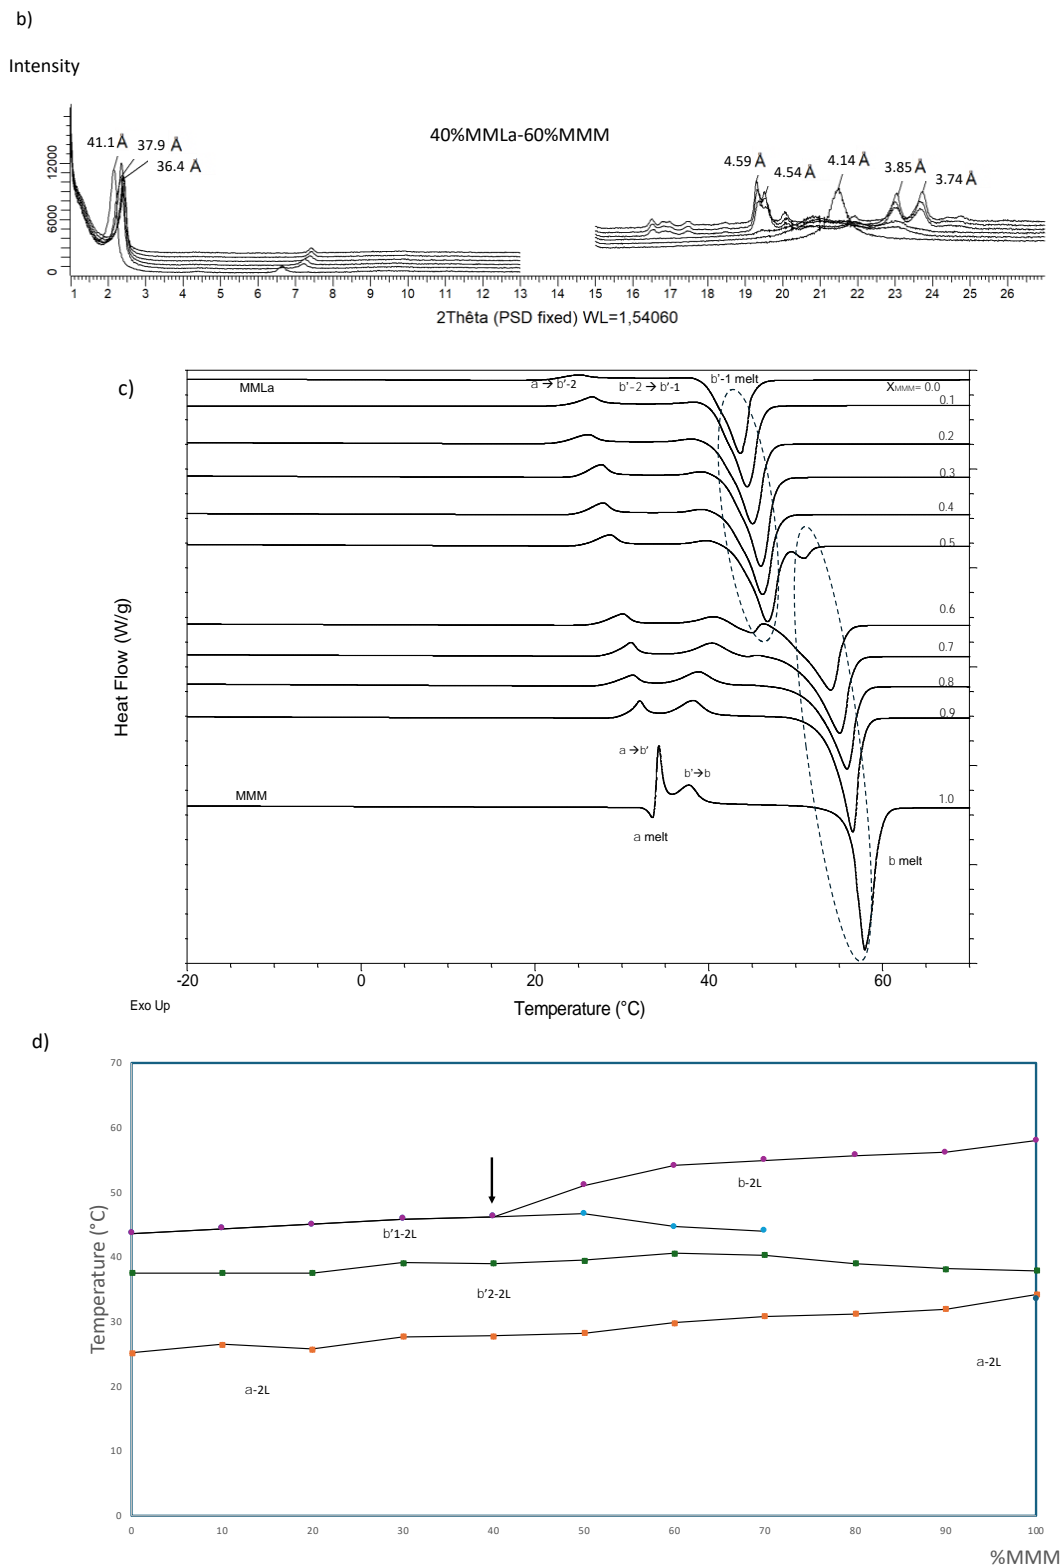 b)
Intensity
40%MMLa-60%MMM
41.1 Å
37.9 Å
36.4 Å
4.59 Å
4.54 Å
4.14 Å
3.85 Å
3.74 Å
12000
6000
0
1 2 3 4 5 6 7 8 9 10 11 12 13 14 15 16 17 18 19 20 21 22 23 24 25 26
2Thêta (PSD fixed) WL=1,54060
c)
MMLa
a → b'-2
b'-2 → b'-1
b'-1 melt
XMMM= 0.0
0.1
0.2
0.3
0.4
0.5
0.6
0.7
0.8
0.9
1.0
a → b'
b' → b
MMM
a melt
b melt
Heat Flow (W/g)
-20 0 20 40 60
Exo Up
Temperature (°C)
d)
70
60
50
40
30
20
10
0
Temperature (°C)
b-2L
b'1-2L
b'2-2L
a-2L
a-2L
0 10 20 30 40 50 60 70 80 90 100
%MMM